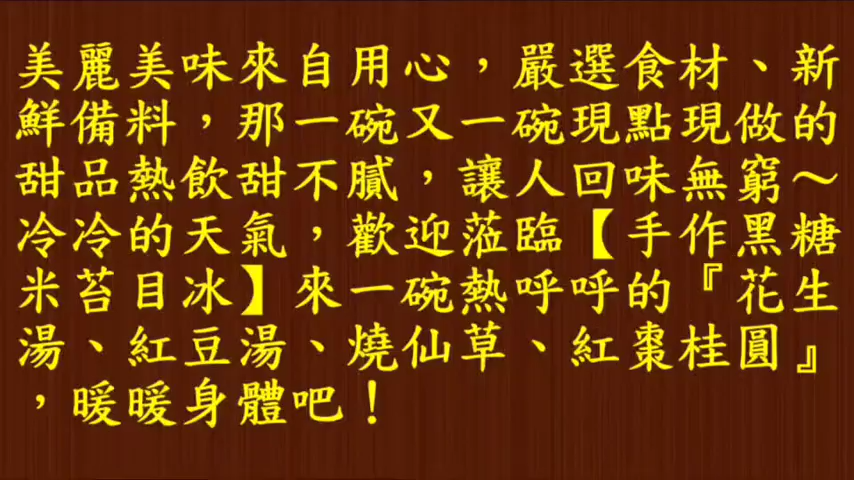 美麗美味來自用心，嚴選食材、新
鮮備料，那一碗又一碗現點現做的
甜品熱飲甜不膩，讓人回味無窮～
冷冷的天氣，歡迎蒞臨【手作黑糖
米苔目冰】來一碗熱呼呼的『花生
湯、紅豆湯、燒仙草、紅棗桂圓』
，暖暖身體吧！